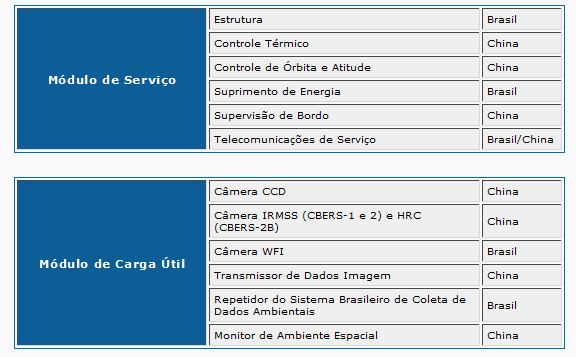 Módulo de Serviço
Estrutura Brasil
Controle Térmico China
Controle de Órbita e Atitude China
Suprimento de Energia Brasil
Supervisão de Bordo China
Telecomunicações de Serviço Brasil/China
Módulo de Carga Útil
Câmera CCD China
Câmera IRMSS (CBERS-1 e 2) e HRC
(CBERS-2B) China
Câmera WFI Brasil
Transmissor de Dados Imagem China
Repetidor do Sistema Brasileiro de Coleta de
Dados Ambientais Brasil
Monitor de Ambiente Espacial China